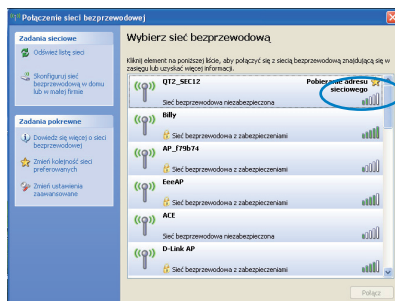 Połączenie sieci bezprzewodowej
Zadania sieciowe
Odśwież listę sieci
Skonfiguruj sieć
bezprzewodową w domu
lub w małej firmie
Zadania pokrewne
Dowiedz się więcej o sieci
bezprzewodowej
Zmień kolejność sieci
preferowanych
Zmień ustawienia
zaawansowane
Wybierz sieć bezprzewodową
Kliknij element na poniższej liście, aby połączyć się z siecią bezprzewodową znajdującą się w
zasięgu lub uzyskać więcej informacji.
QT2_SEC12
Pobieranie adresu
sieciowego
Sieć bezprzewodowa niezabezpieczona
Billy
Sieć bezprzewodowa z zabezpieczeniami
AP_f79b74
Sieć bezprzewodowa z zabezpieczeniami
EeeAP
Sieć bezprzewodowa z zabezpieczeniami
ACE
Sieć bezprzewodowa niezabezpieczona
D-Link AP
Sieć bezprzewodowa z zabezpieczeniami
Połącz